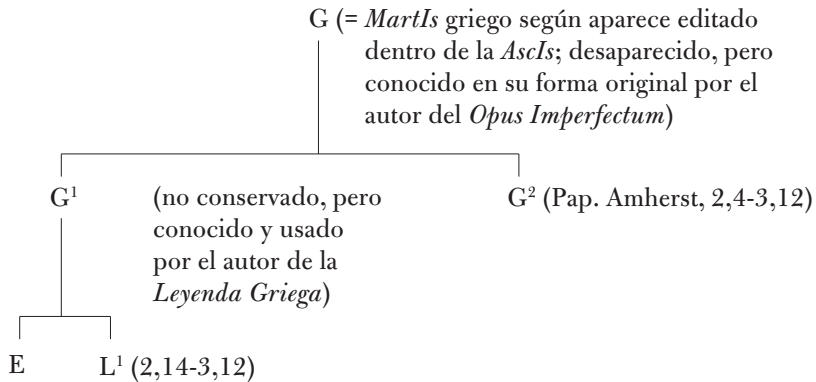 G (= MartIs griego según aparece editado
dentro de la AscIs; desaparecido, pero
conocido en su forma original por el
autor del Opus Imperfectum)
G¹ (no conservado, pero
conocido y usado
por el autor de la
Leyenda Griega)
G² (Pap. Amherst, 2,4-3,12)
E L¹ (2,14-3,12)